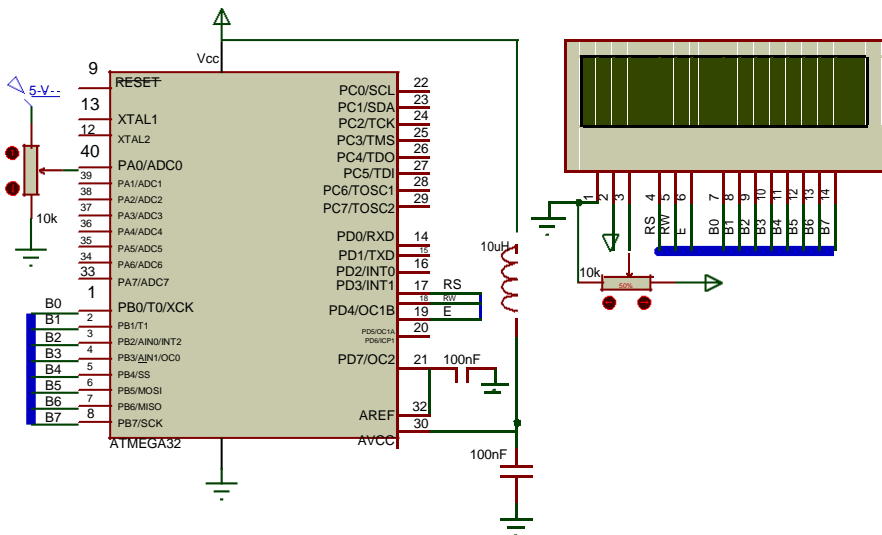 Vcc
5-V--
10k
9
RESET
13
XTAL1
12
XTAL2
40
PA0/ADC0
39
PA1/ADC1
38
PA2/ADC2
37
PA3/ADC3
36
PA4/ADC4
35
PA5/ADC5
34
PA6/ADC6
33
PA7/ADC7
B0 1 PB0/T0/XCK
B1 2 PB1/T1
B2 3 PB2/AIN0/INT2
B3 4 PB3/AIN1/OC0
B4 5 PB4/SS
B5 6 PB5/MOSI
B6 7 PB6/MISO
B7 8 PB7/SCK
ATMEGA32
PC0/SCL 22
PC1/SDA 23
PC2/TCK 24
PC3/TMS 25
PC4/TDO 26
PC5/TDI 27
PC6/TOSC1 28
PC7/TOSC2 29
PD0/RXD 14
PD1/TXD 15
PD2/INT0 16
PD3/INT1 17 RS
18 RW
PD4/OC1B 19 E
PD5/OC1A 20
PD6/ICP1
PD7/OC2 21
100nF
AREF 32
AVCC 30
10uH
100nF
1 2 3 4 5 6 7 8 9 10 11 12 13 14
RS RW E B0 B1 B2 B3 B4 B5 B6 B7
10k
50%